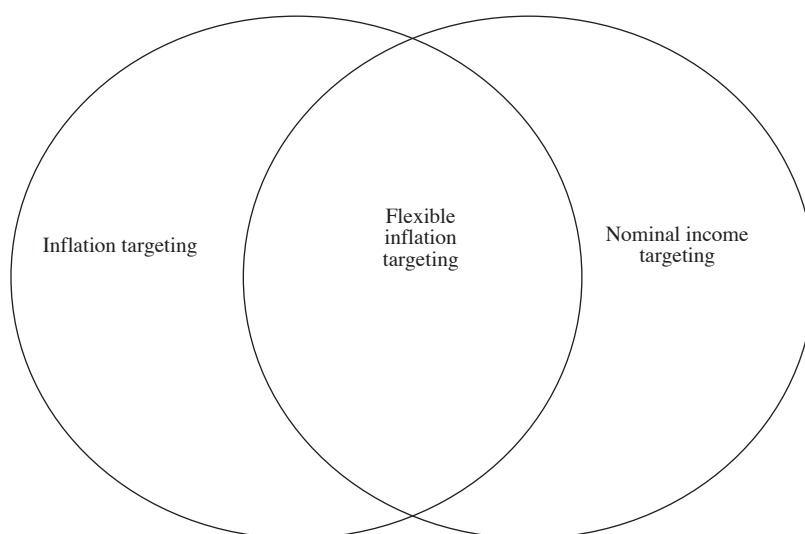 Inflation targeting
Flexible
inflation
targeting
Nominal income
targeting